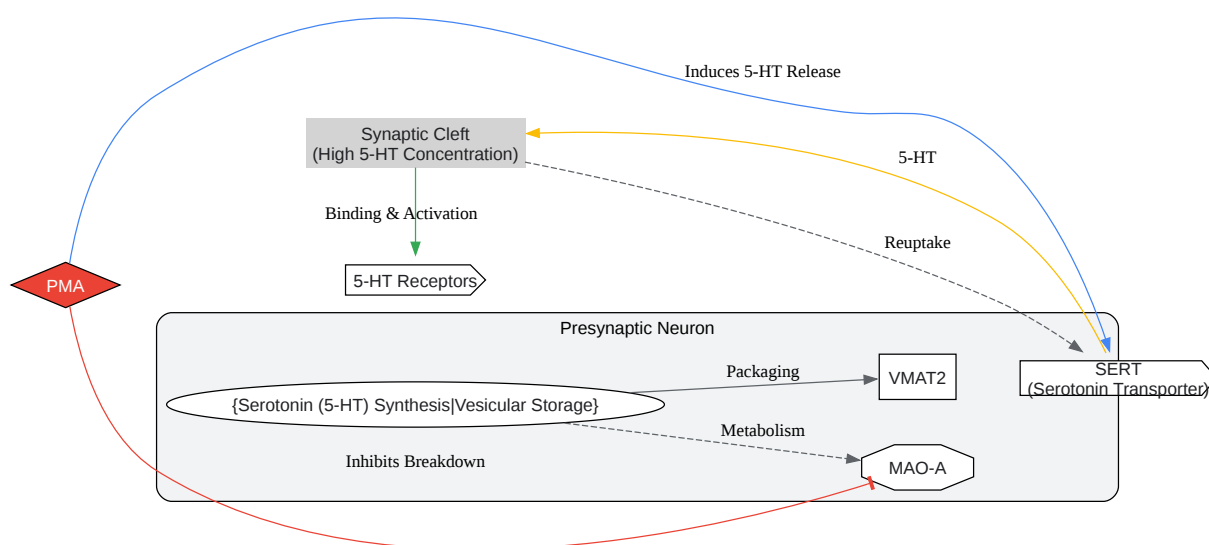 Induces 5-HT Release
Synaptic Cleft
(High 5-HT Concentration)
5-HT
Binding & Activation
Reuptake
PMA
5-HT Receptors
Presynaptic Neuron
SERT
(Serotonin Transporter)
Packaging
VMAT2
{Serotonin (5-HT) Synthesis|Vesicular Storage}
Metabolism
Inhibits Breakdown
MAO-A